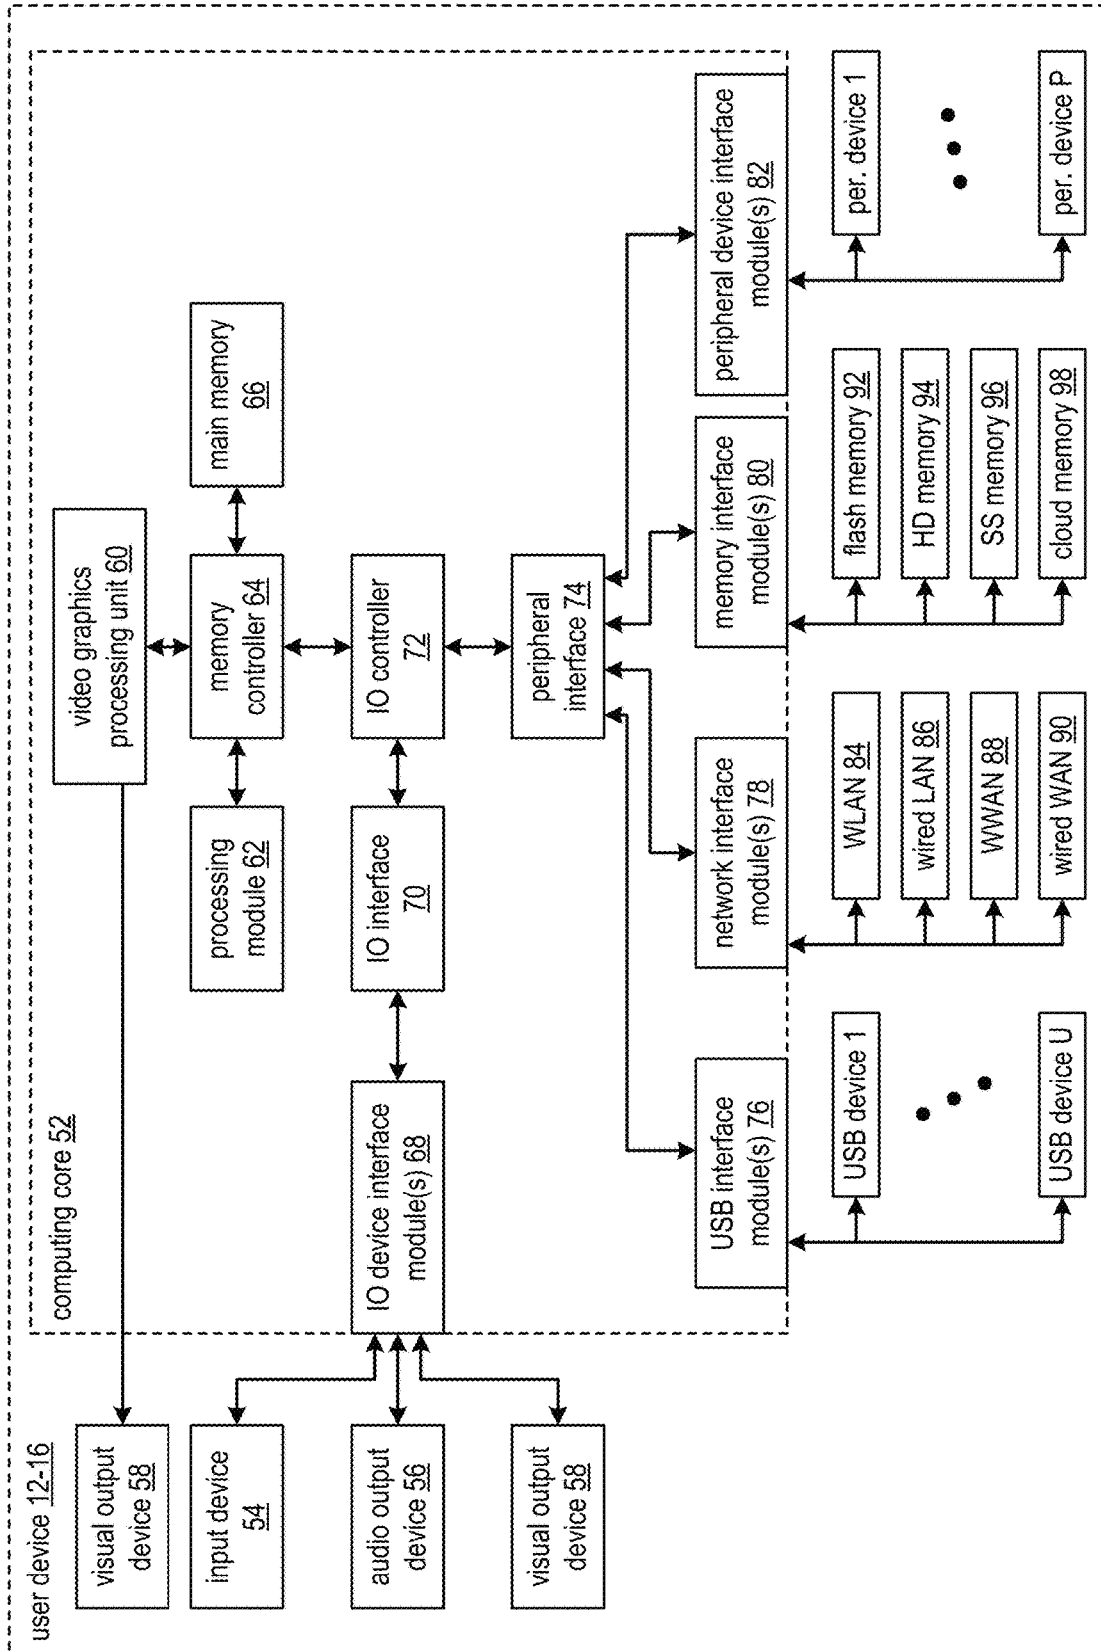 user device 12-16
computing core 52
visual output
device 58
video graphics
processing unit 60
input device
54
processing
module 62
memory
controller 64
main memory
66
audio output
device 56
IO device interface
module(s) 68
IO interface
70
IO controller
72
visual output
device 58
peripheral
interface 74
USB interface
module(s) 76
network interface
module(s) 78
memory interface
module(s) 80
peripheral device interface
module(s) 82
USB device 1
USB device U
WLAN 84
wired LAN 86
WWAN 88
wired WAN 90
flash memory 92
HD memory 94
SS memory 96
cloud memory 98
per. device 1
per. device P